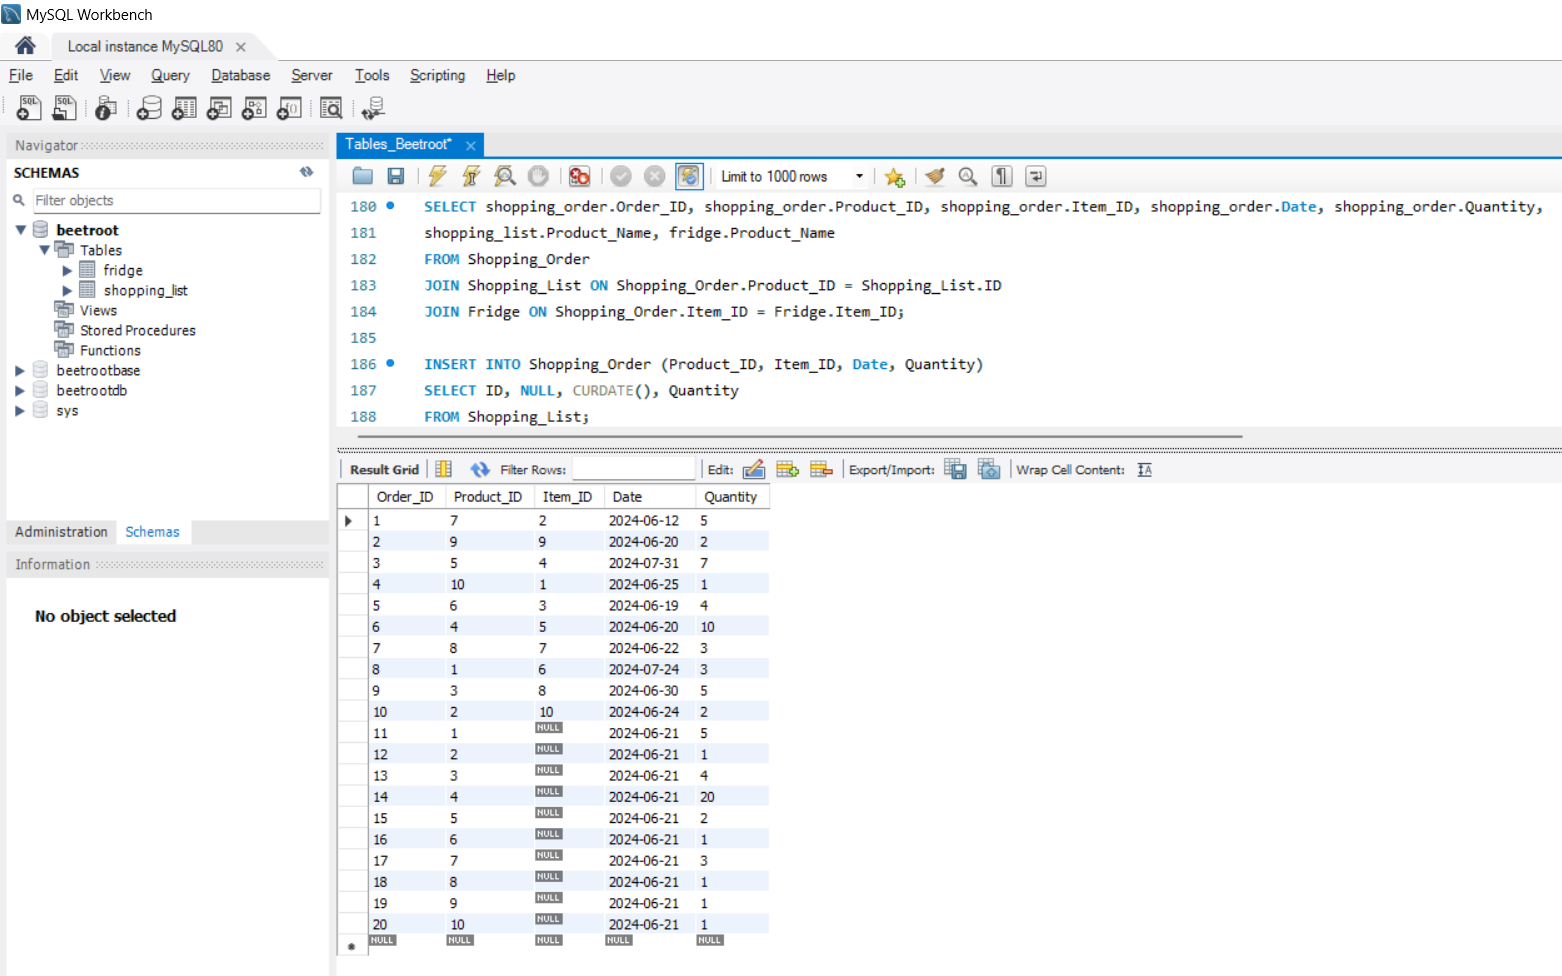 MySQL Workbench
Local instance MySQL80
File Edit View Query Database Server Tools Scripting Help
Navigator
SCHEMAS
Filter objects
beetroot
Tables
fridge
shopping_list
Views
Stored Procedures
Functions
beetrootbase
beetrootdb
sys
Administration Schemas
Information
No object selected
Tables_Beetroot*
Limit to 1000 rows
180 SELECT shopping_order.Order_ID, shopping_order.Product_ID, shopping_order.Item_ID, shopping_order.Date, shopping_order.Quantity,
181 shopping_list.Product_Name, fridge.Product_Name
182 FROM Shopping_Order
183 JOIN Shopping_List ON Shopping_Order.Product_ID = Shopping_List.ID
184 JOIN Fridge ON Shopping_Order.Item_ID = Fridge.Item_ID;
185
186 INSERT INTO Shopping_Order (Product_ID, Item_ID, Date, Quantity)
187 SELECT ID, NULL, CURDATE(), Quantity
188 FROM Shopping_List;
Result Grid Filter Rows: Edit: Export/Import: Wrap Cell Content:
Order_ID Product_ID Item_ID Date Quantity
1 7 2 2024-06-12 5
2 9 9 2024-06-20 2
3 5 4 2024-07-31 7
4 10 1 2024-06-25 1
5 6 3 2024-06-19 4
6 4 5 2024-06-20 10
7 8 7 2024-06-22 3
8 1 6 2024-07-24 3
9 3 8 2024-06-30 5
10 2 10 2024-06-24 2
11 1 NULL 2024-06-21 5
12 2 NULL 2024-06-21 1
13 3 NULL 2024-06-21 4
14 4 NULL 2024-06-21 20
15 5 NULL 2024-06-21 2
16 6 NULL 2024-06-21 1
17 7 NULL 2024-06-21 3
18 8 NULL 2024-06-21 1
19 9 NULL 2024-06-21 1
20 10 NULL 2024-06-21 1
NULL NULL NULL NULL NULL